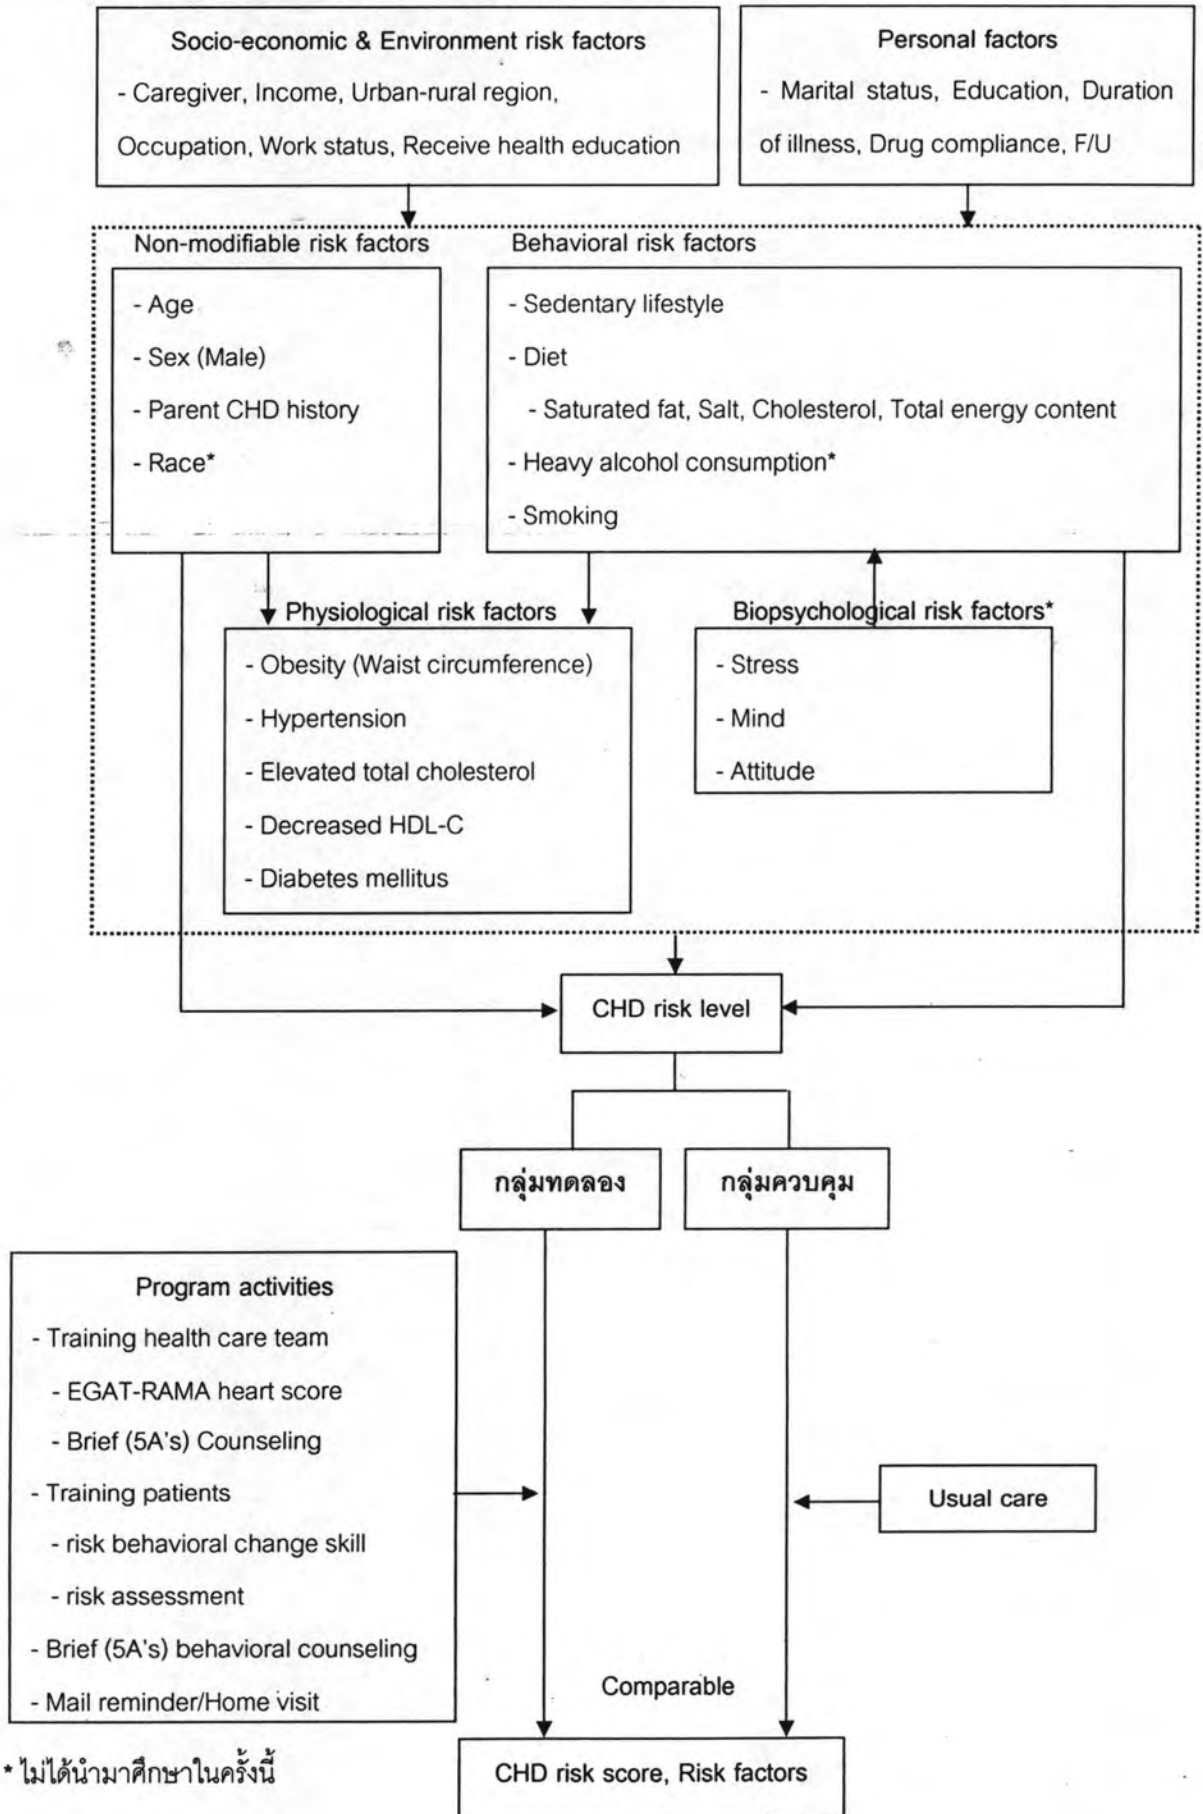 Socio-economic & Environment risk factors
- Caregiver, Income, Urban-rural region,
Occupation, Work status, Receive health education
Personal factors
- Marital status, Education, Duration
of illness, Drug compliance, F/U
Non-modifiable risk factors
- Age
- Sex (Male)
- Parent CHD history
- Race*
Behavioral risk factors
- Sedentary lifestyle
- Diet
- Saturated fat, Salt, Cholesterol, Total energy content
- Heavy alcohol consumption*
- Smoking
Physiological risk factors
- Obesity (Waist circumference)
- Hypertension
- Elevated total cholesterol
- Decreased HDL-C
- Diabetes mellitus
Biopsychological risk factors*
- Stress
- Mind
- Attitude
CHD risk level
กลุ่มทดลอง
กลุ่มควบคุม
Program activities
- Training health care team
- EGAT-RAMA heart score
- Brief (5A's) Counseling
- Training patients
- risk behavioral change skill
- risk assessment
- Brief (5A's) behavioral counseling
- Mail reminder/Home visit
Usual care
Comparable
CHD risk score, Risk factors
* ไม่ได้นำมาศึกษาในครั้งนี้